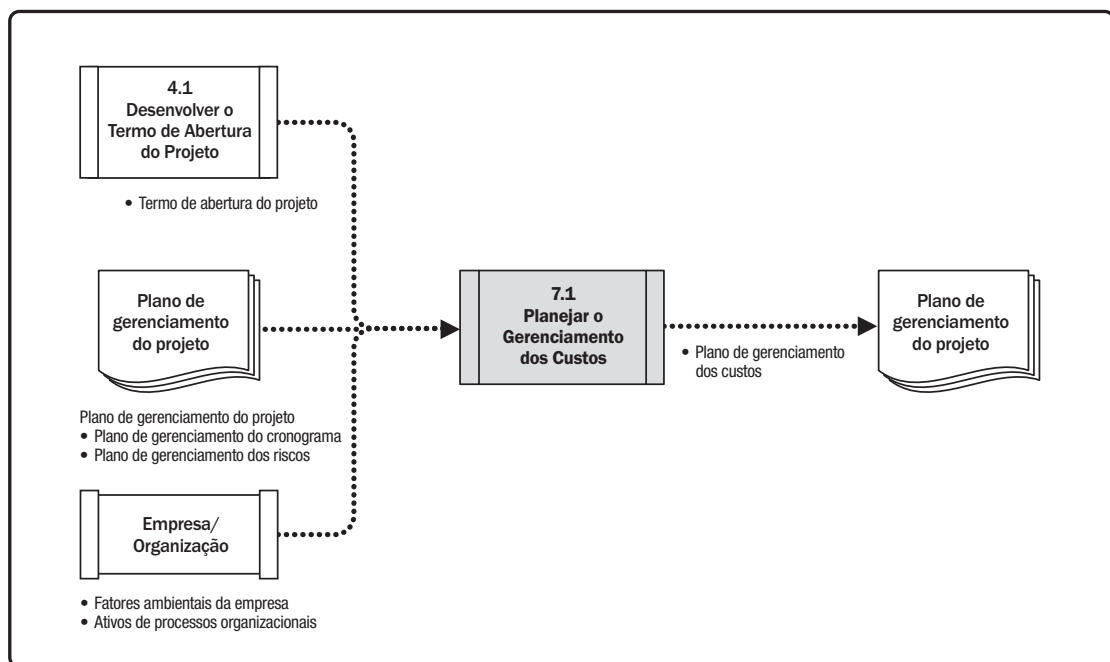 4.1
Desenvolver o
Termo de Abertura
do Projeto
• Termo de abertura do projeto
Plano de
gerenciamento
do projeto
Plano de gerenciamento do projeto
• Plano de gerenciamento do cronograma
• Plano de gerenciamento dos riscos
Empresa/
Organização
• Fatores ambientais da empresa
• Ativos de processos organizacionais
7.1
Planejar o
Gerenciamento
dos Custos
• Plano de gerenciamento
dos custos
Plano de
gerenciamento
do projeto